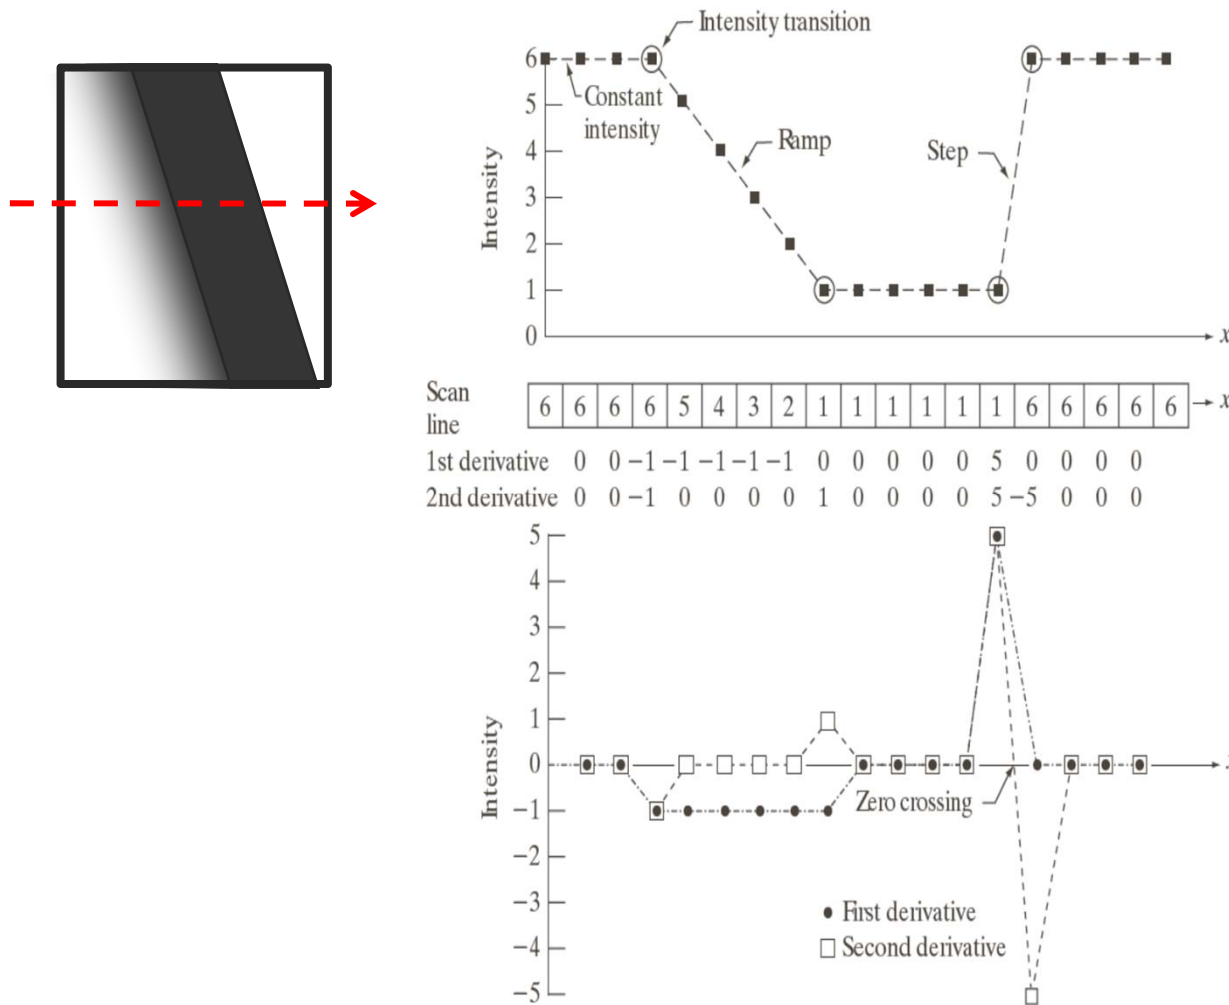 Intensity transition
6
Constant
intensity
5
Ramp
4
Step
3
2
1
0
Intensity
x
Scan
line
6 6 6 6 5 4 3 2 1 1 1 1 1 1 6 6 6 6 6
x
1st derivative 0 0 −1 −1 −1 −1 −1 0 0 0 0 0 5 0 0 0 0
2nd derivative 0 0 −1 0 0 0 0 1 0 0 0 0 5 −5 0 0 0
5
4
3
2
1
0
−1
−2
−3
−4
−5
Intensity
Zero crossing
First derivative
Second derivative